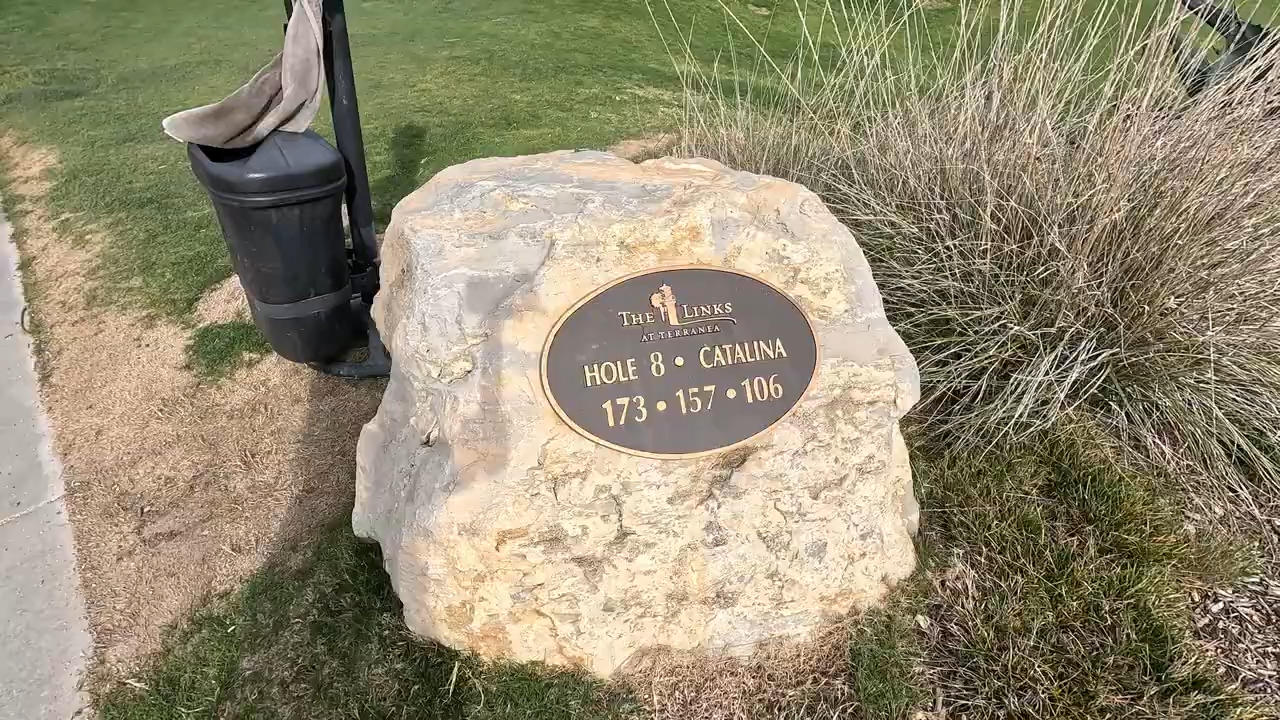 THE LINKS
AT TERRANEA
HOLE 8 • CATALINA
173 • 157 • 106